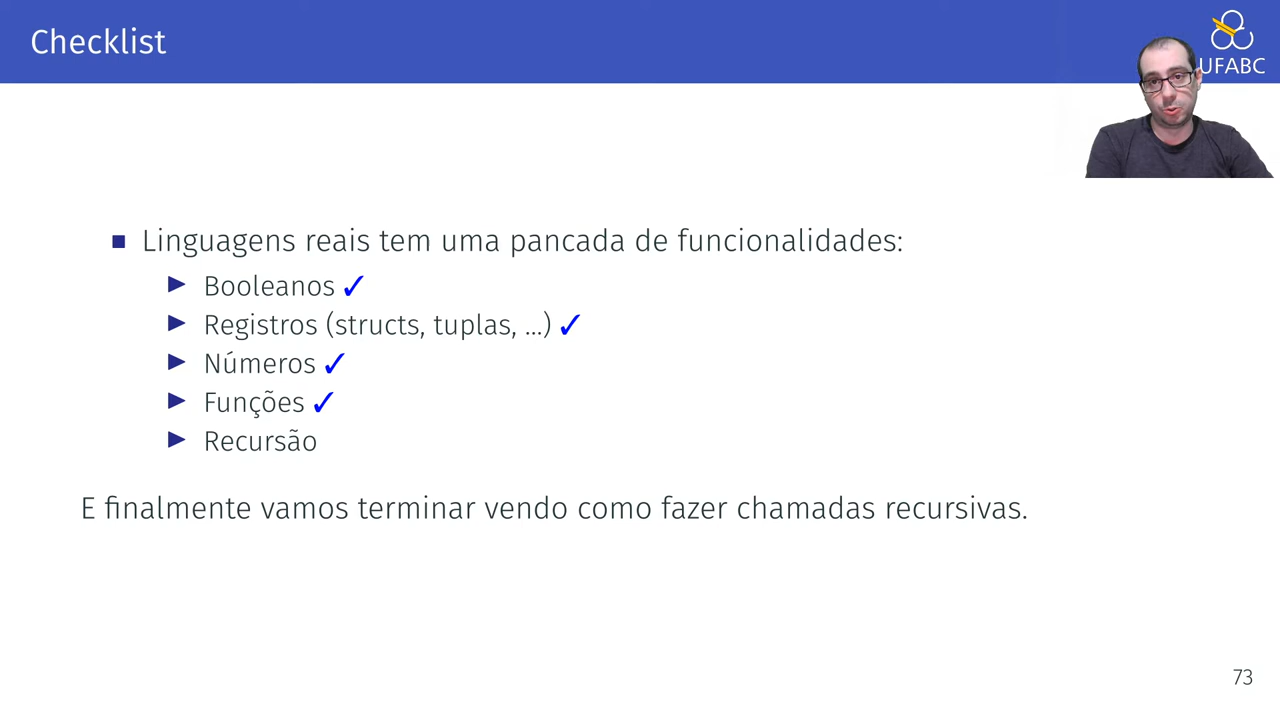 Checklist
UFABC
Linguagens reais tem uma pancada de funcionalidades:
Booleanos ✓
Registros (structs, tuplas, ...) ✓
Números ✓
Funções ✓
Recursão
E finalmente vamos terminar vendo como fazer chamadas recursivas.
73